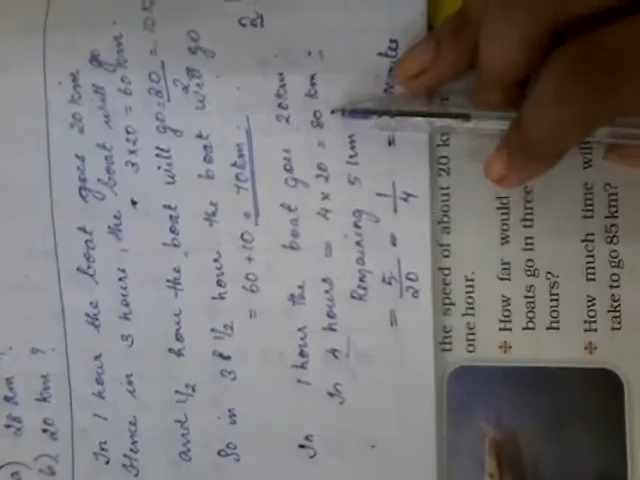 a) 28 km ?
b) 20 km ?
In 1 hour the boat goes 20 km
Hence in 3 hours, the boat will go
3 x 20 = 60 km.
and 1/2 hour the boat will go = 20/2 = 10
So in 3 & 1/2 hour the boat will go
= 60 + 10 = 70 km.
2
In 1 hour the boat goes 20 km
In 4 hours = 4 x 20 = 80 km
Remaining 5 km
= 5/20 = 1/4 =
the speed of about 20
one hour.
How far would
boats go in three
hours?
How much time will
take to go 85 km?